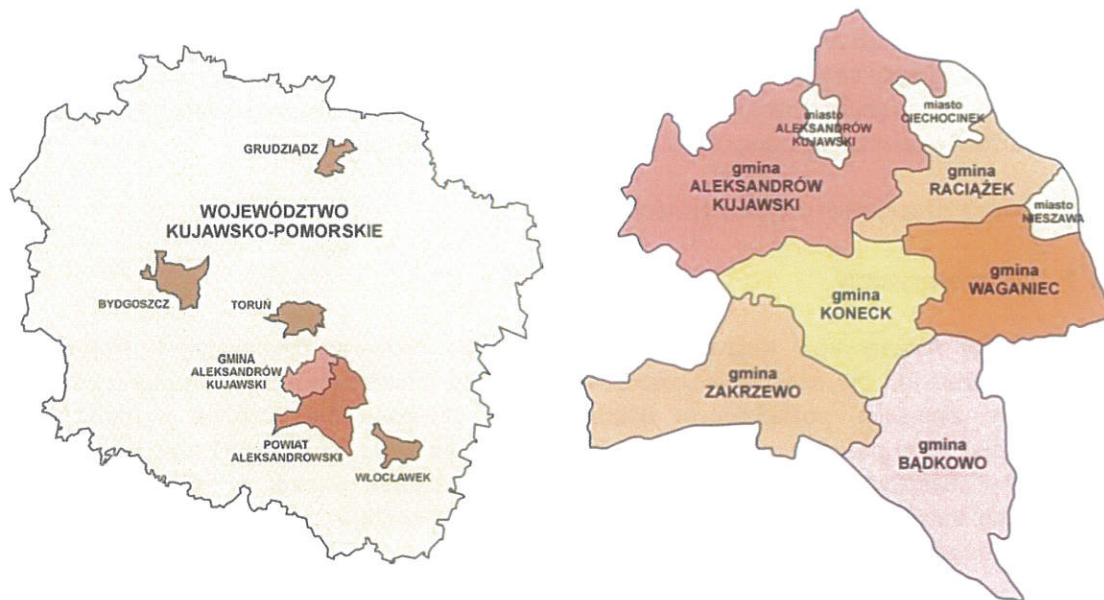 GRUDZIĄDZ
WOJEWÓDZTWO
KUJAWSKO-POMORSKIE
BYDGOSZCZ
TORUŃ
GMINA
ALEKSANDRÓW
KUJAWSKI
POWIAT
ALEKSANDROWSKI
WŁOCŁAWEK
miasto
ALEKSANDRÓW
KUJAWSKI
miasto
CIECHOCINEK
gmina
ALEKSANDRÓW
KUJAWSKI
gmina
RACIĄŻEK
miasto
NIESZAWA
gmina
WAGANIEC
gmina
KONECK
gmina
ZAKRZEWO
gmina
BĄDKOWO